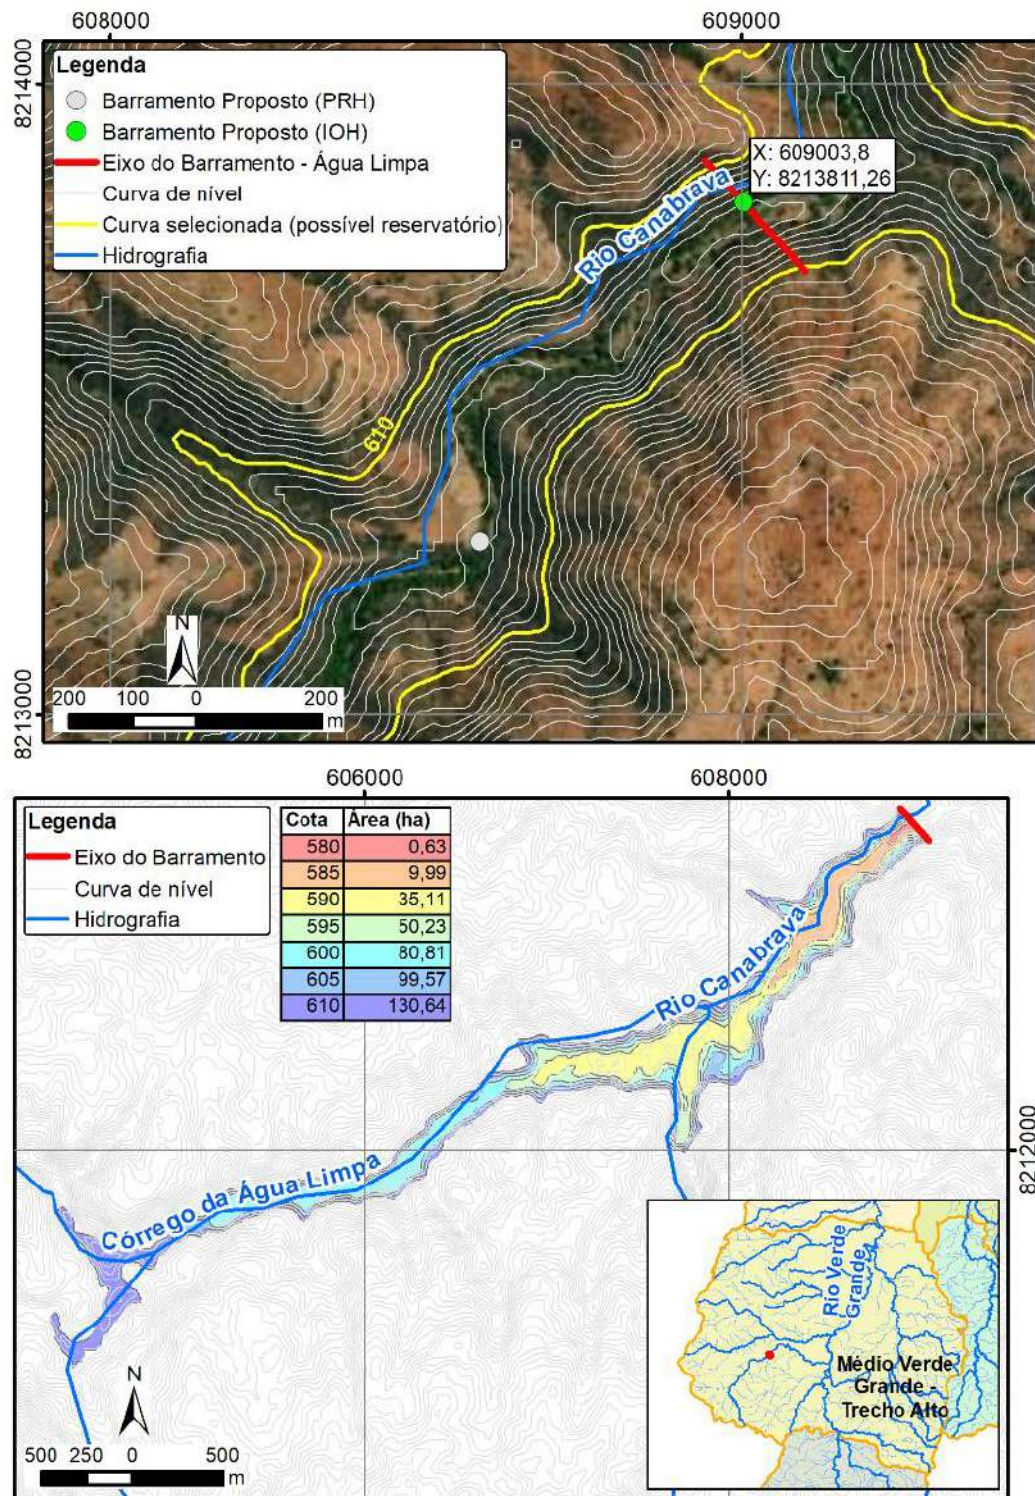 608000
609000
8214000
Legenda
Barramento Proposto (PRH)
Barramento Proposto (IOH)
Eixo do Barramento - Água Limpa
Curva de nível
Curva selecionada (possível reservatório)
Hidrografia
X: 609003,8
Y: 8213811,26
Rio Canabrava
610
N
200 100 0 200
m
8213000
606000
608000
Legenda
Eixo do Barramento
Curva de nível
Hidrografia
Cota Área (ha)
580 0,63
585 9,99
590 35,11
595 50,23
600 80,81
605 99,57
610 130,64
Rio Canabrava
Córrego da Água Limpa
8212000
N
500 250 0 500
m
Rio Verde
Grande
Médio Verde
Grande -
Trecho Alto